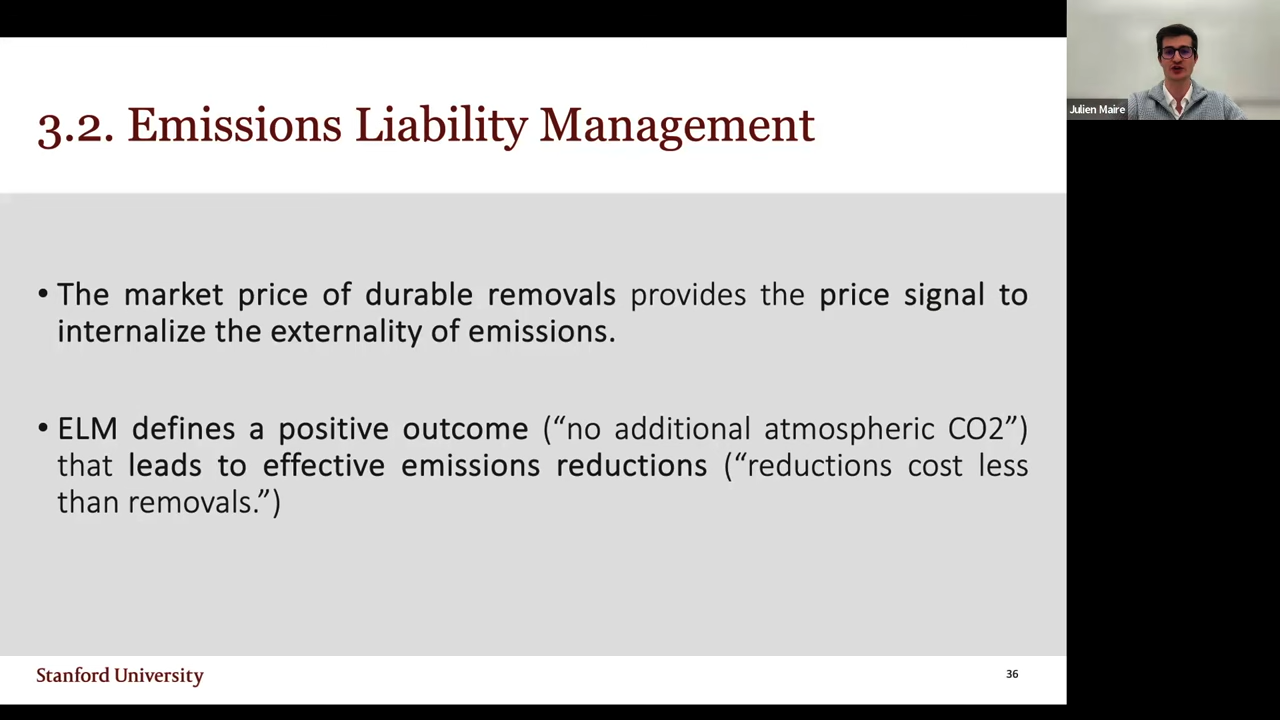 3.2. Emissions Liability Management
Julien Maire
• The market price of durable removals provides the price signal to
internalize the externality of emissions.
• ELM defines a positive outcome (“no additional atmospheric CO2”)
that leads to effective emissions reductions (“reductions cost less
than removals.”)
Stanford University
36